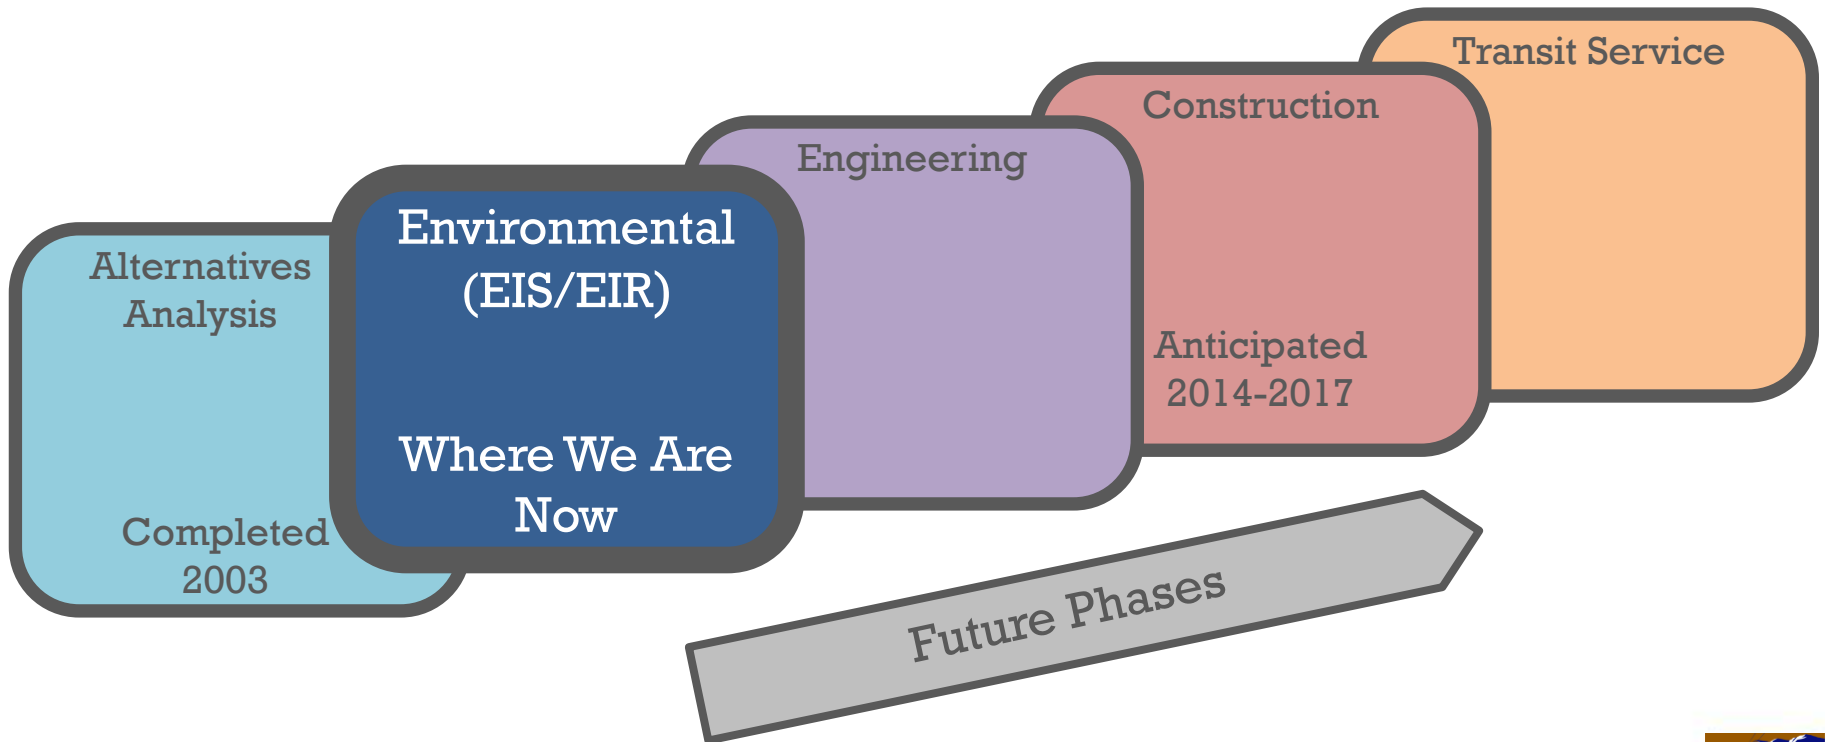 Alternatives
Analysis
Completed
2003
Environmental
(EIS/EIR)
Where We Are
Now
Engineering
Construction
Anticipated
2014-2017
Transit Service
Future Phases